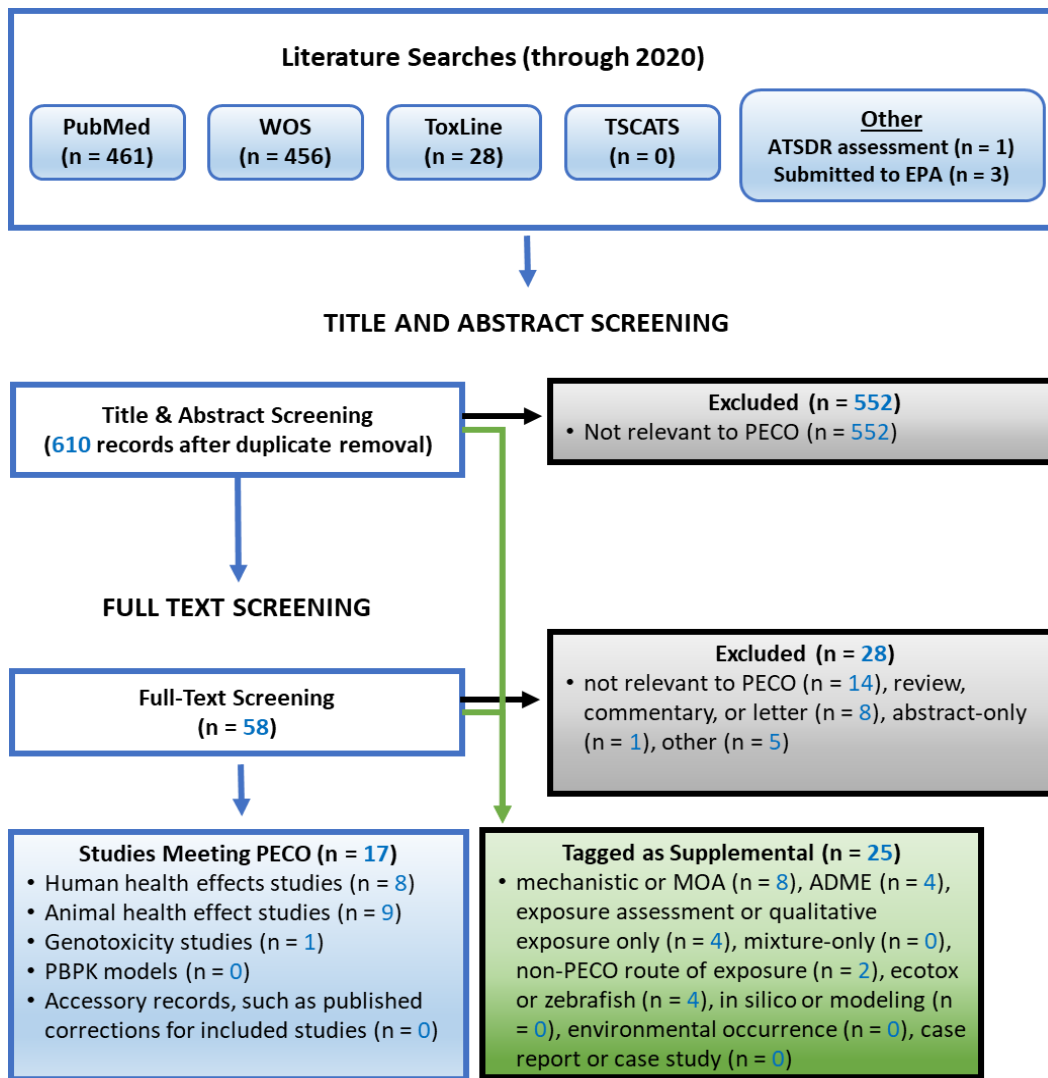 Literature Searches (through 2020)
PubMed
(n = 461)
WOS
(n = 456)
ToxLine
(n = 28)
TSCATS
(n = 0)
Other
ATSDR assessment (n = 1)
Submitted to EPA (n = 3)
TITLE AND ABSTRACT SCREENING
Title & Abstract Screening
(610 records after duplicate removal)
Excluded (n = 552)
• Not relevant to PECO (n = 552)
FULL TEXT SCREENING
Full-Text Screening
(n = 58)
Excluded (n = 28)
• not relevant to PECO (n = 14), review,
commentary, or letter (n = 8), abstract-only
(n = 1), other (n = 5)
Studies Meeting PECO (n = 17)
• Human health effects studies (n = 8)
• Animal health effect studies (n = 9)
• Genotoxicity studies (n = 1)
• PBPK models (n = 0)
• Accessory records, such as published
corrections for included studies (n = 0)
Tagged as Supplemental (n = 25)
• mechanistic or MOA (n = 8), ADME (n = 4),
exposure assessment or qualitative
exposure only (n = 4), mixture-only (n = 0),
non-PECO route of exposure (n = 2), ecotox
or zebrafish (n = 4), in silico or modeling (n
= 0), environmental occurrence (n = 0), case
report or case study (n = 0)